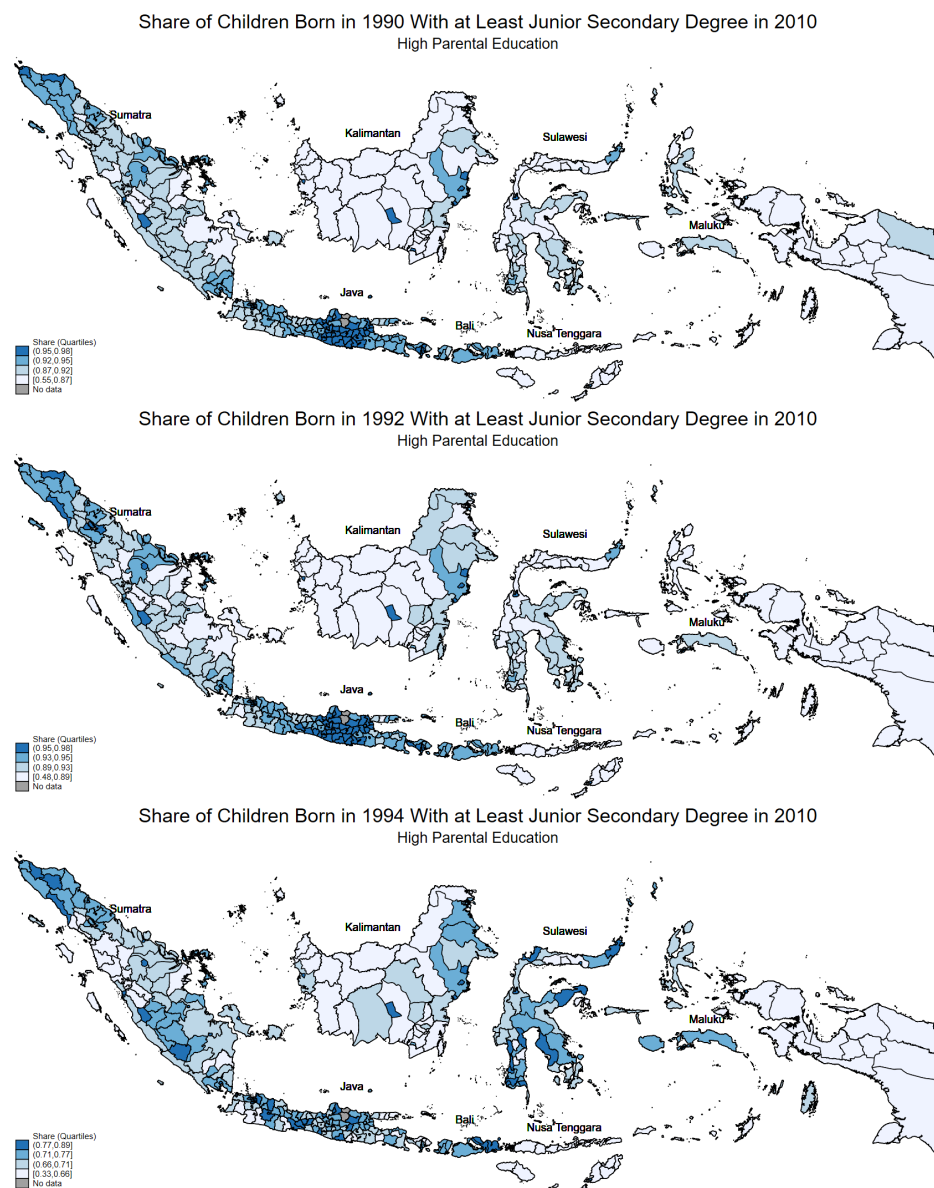 Share of Children Born in 1990 With at Least Junior Secondary Degree in 2010
High Parental Education
Sumatra
Kalimantan
Sulawesi
Maluku
Java
Bali
Nusa Tenggara
Share (Quartiles)
(0.95,0.98]
(0.92,0.95]
(0.87,0.92]
[0.55,0.87]
No data
Share of Children Born in 1992 With at Least Junior Secondary Degree in 2010
High Parental Education
Sumatra
Kalimantan
Sulawesi
Maluku
Java
Bali
Nusa Tenggara
Share (Quartiles)
(0.95,0.98]
(0.93,0.95]
(0.89,0.93]
[0.48,0.89]
No data
Share of Children Born in 1994 With at Least Junior Secondary Degree in 2010
High Parental Education
Sumatra
Kalimantan
Sulawesi
Maluku
Java
Bali
Nusa Tenggara
Share (Quartiles)
(0.77,0.89]
(0.71,0.77]
(0.66,0.71]
[0.33,0.66]
No data